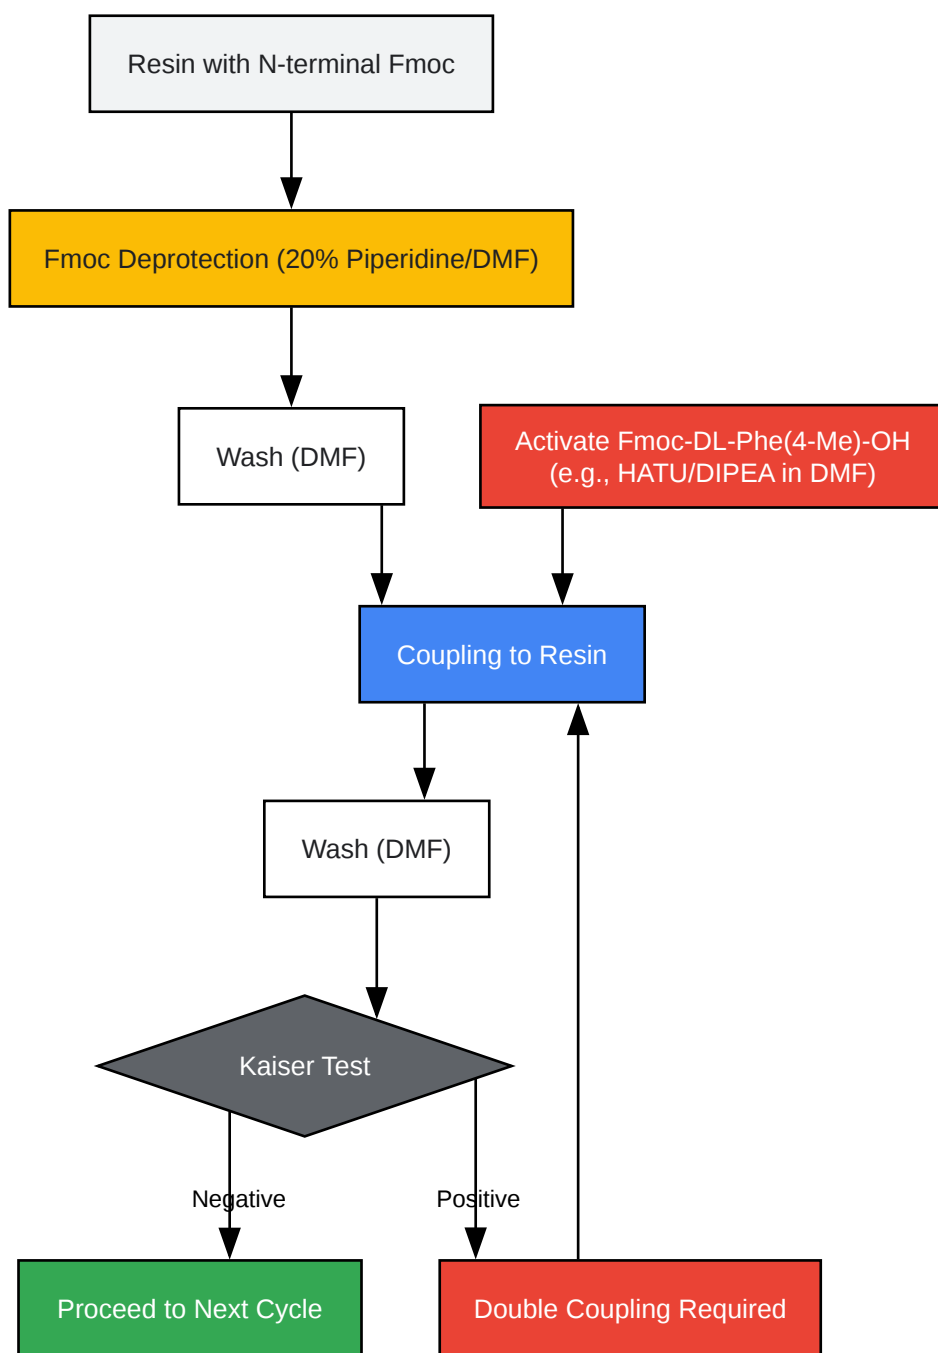 Resin with N-terminal Fmoc
Fmoc Deprotection (20% Piperidine/DMF)
Wash (DMF)
Activate Fmoc-DL-Phe(4-Me)-OH
(e.g., HATU/DIPEA in DMF)
Coupling to Resin
Wash (DMF)
Kaiser Test
Negative
Positive
Proceed to Next Cycle
Double Coupling Required